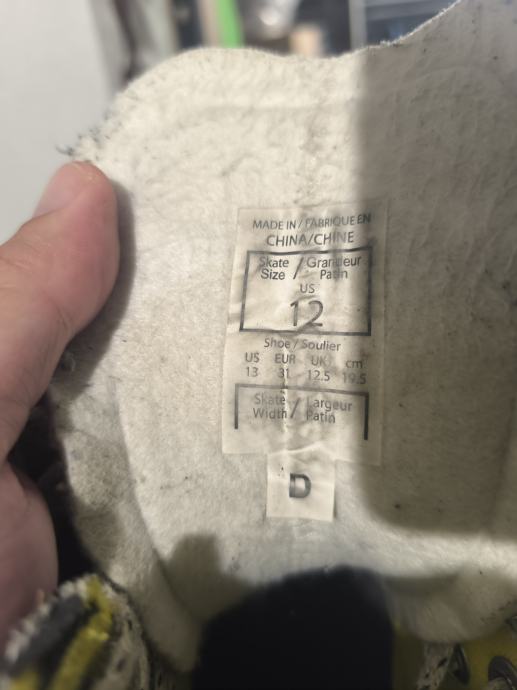 MADE IN / FABRIQUE EN
CHINA/CHINE
Skate / Grandeur
Size / Patin
US
12
Shoe / Soulier
US EUR UK cm
13 31 12.5 19.5
Skate / Largeur
Width / Patin
D